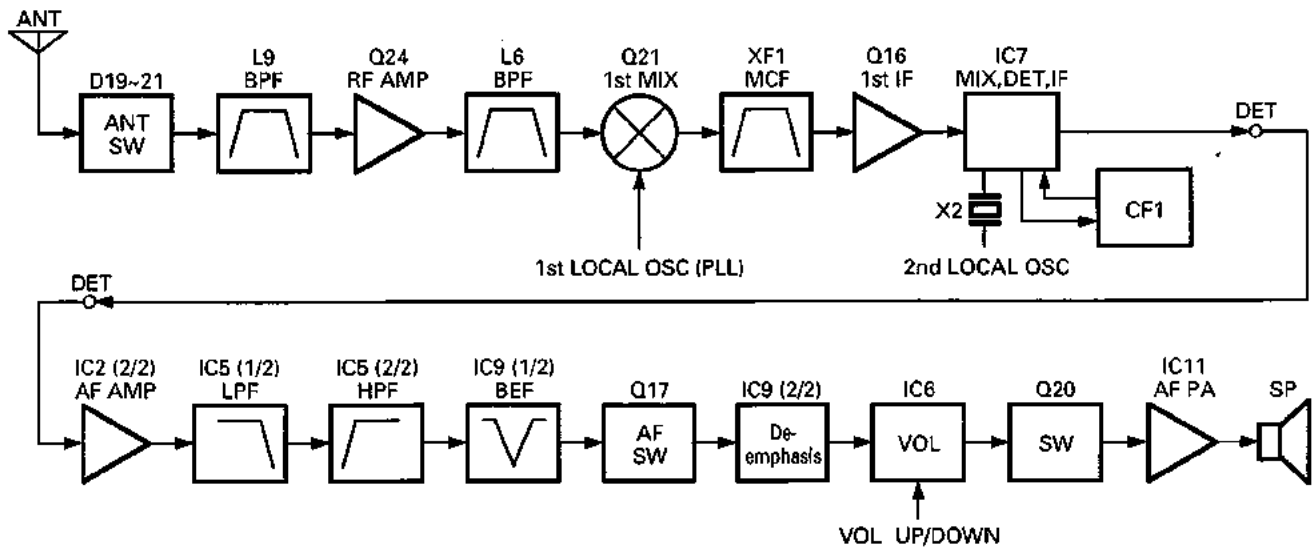 ANT
D19~21
ANT
SW
L9
BPF
Q24
RF AMP
L6
BPF
Q21
1st MIX
XF1
MCF
Q16
1st IF
IC7
MIX,DET,IF
DET
X2
CF1
1st LOCAL OSC (PLL)
2nd LOCAL OSC
DET
IC2 (2/2)
AF AMP
IC5 (1/2)
LPF
IC5 (2/2)
HPF
IC9 (1/2)
BEF
Q17
AF
SW
IC9 (2/2)
De-
emphasis
IC6
VOL
Q20
SW
IC11
AF PA
SP
VOL UP/DOWN